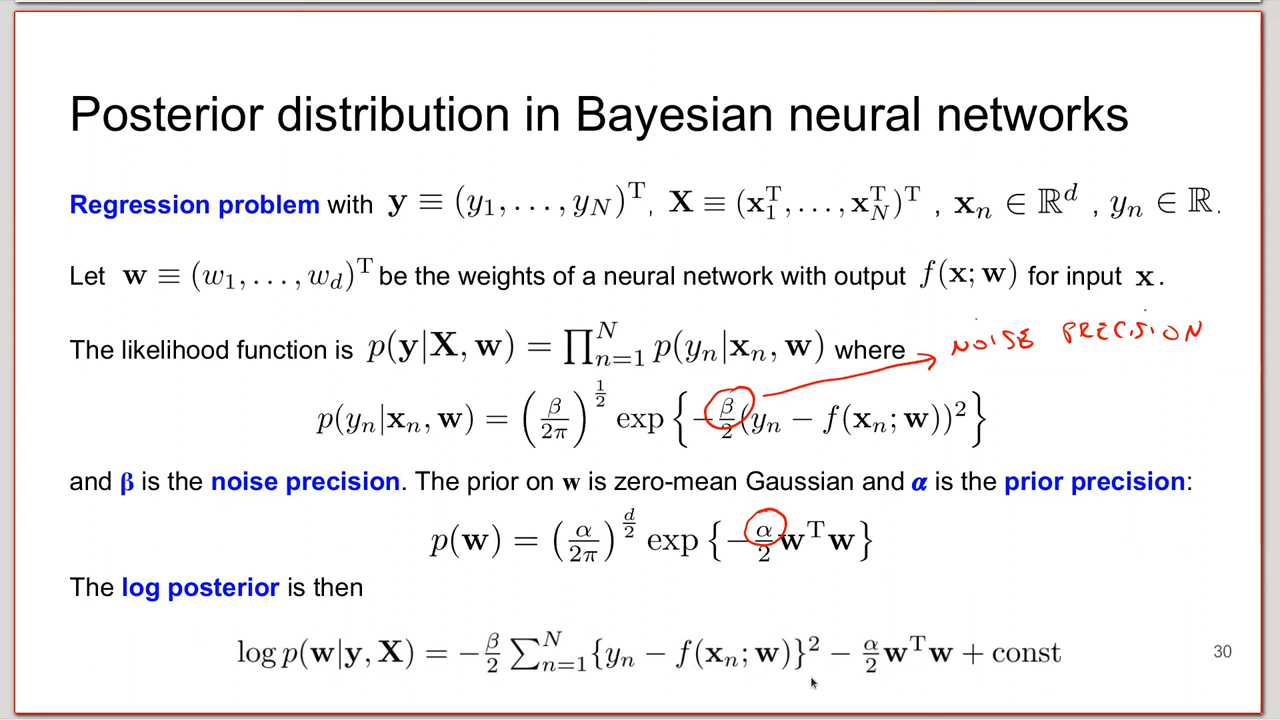 Posterior distribution in Bayesian neural networks
Regression problem with y ≡ (y₁, . . . , y_N)ᵀ, X ≡ (x₁ᵀ, . . . , x_Nᵀ)ᵀ , xₙ ∈ ℝᵈ , yₙ ∈ ℝ .
Let w ≡ (w₁, . . . , w_d)ᵀ be the weights of a neural network with output f(x; w) for input x .
The likelihood function is p(y|X, w) = ∏ₙ₌₁ᴺ p(yₙ|xₙ, w) where
NOISE PRECISION
p(yₙ|xₙ, w) = (β/2π)^{1/2} exp {−β/2 (yₙ − f(xₙ; w))²}
and β is the noise precision. The prior on w is zero-mean Gaussian and α is the prior precision:
p(w) = (α/2π)^{d/2} exp {−α/2 wᵀw}
The log posterior is then
log p(w|y, X) = −β/2 ∑ₙ₌₁ᴺ {yₙ − f(xₙ; w)}² − α/2 wᵀw + const
30